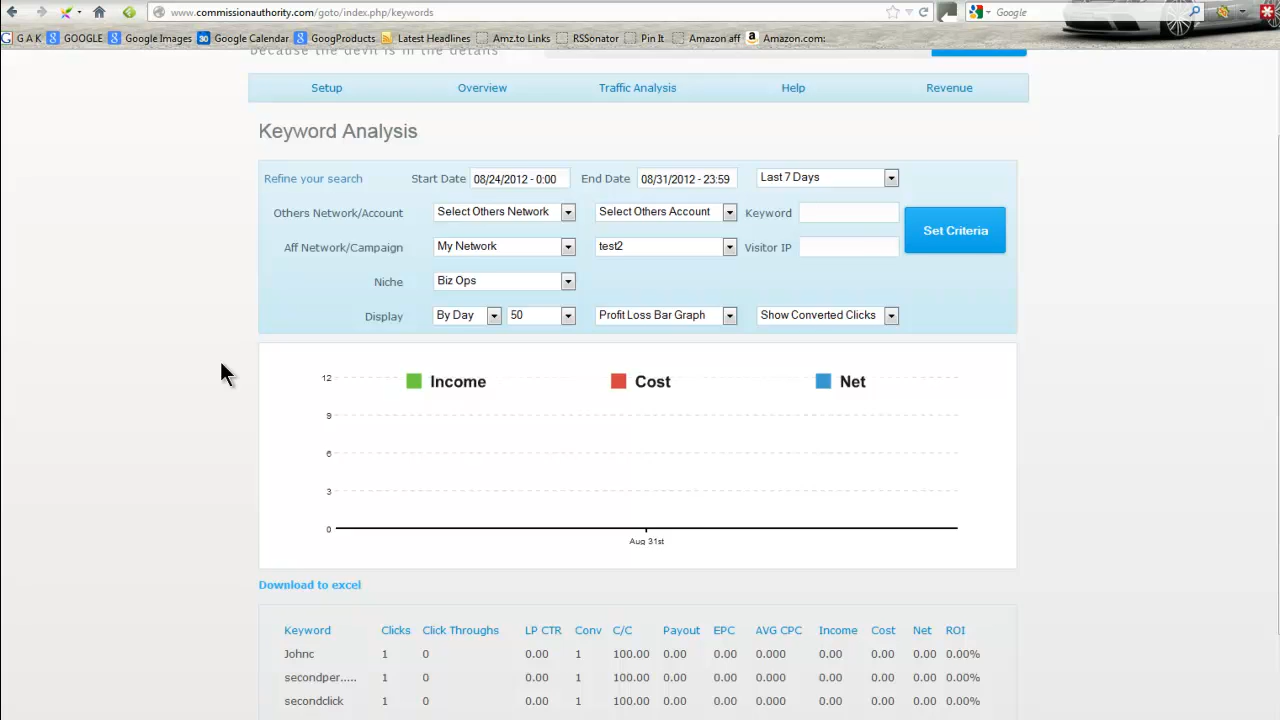 www.commissionauthority.com/goto/index.php/keywords
Google
G A K GOOGLE Google Images 30 Google Calendar GoogProducts Latest Headlines Amz.to Links RSSonator Pin It Amazon aff a Amazon.com:
because the devil is in the details
Setup Overview Traffic Analysis Help Revenue
Keyword Analysis
Refine your search Start Date 08/24/2012 - 0:00 End Date 08/31/2012 - 23:59 Last 7 Days
Others Network/Account Select Others Network Select Others Account Keyword
Set Criteria
Aff Network/Campaign My Network test2 Visitor IP
Niche Biz Ops
Display By Day 50 Profit Loss Bar Graph Show Converted Clicks
12 Income Cost Net
9
6
3
0
Aug 31st
Download to excel
Keyword Clicks Click Throughs LP CTR Conv C/C Payout EPC AVG CPC Income Cost Net ROI
Johnc 1 0 0.00 1 100.00 0.00 0.00 0.000 0.00 0.00 0.00 0.00%
secondper..... 1 0 0.00 1 100.00 0.00 0.00 0.000 0.00 0.00 0.00 0.00%
secondclick 1 0 0.00 1 100.00 0.00 0.00 0.000 0.00 0.00 0.00 0.00%